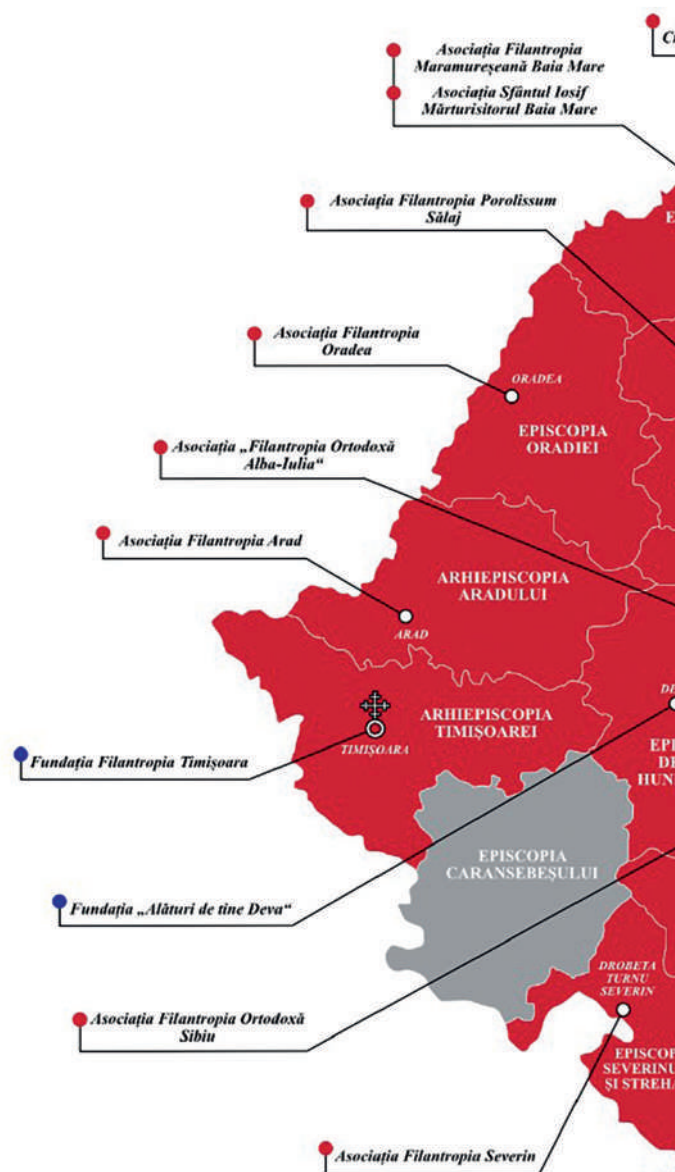 Asociația Filantropia
Maramureșeană Baia Mare
Asociația Sfântul Iosif
Mărturisitorul Baia Mare
Asociația Filantropia Porolissum
Sălaj
Asociația Filantropia
Oradea
ORADEA
EPISCOPIA
ORADIEI
Asociația „Filantropia Ortodoxă
Alba-Iulia“
Asociația Filantropia Arad
ARHIEPISCOPIA
ARADULUI
ARAD
ARHIEPISCOPIA
TIMIȘOAREI
TIMIȘOARA
Fundația Filantropia Timișoara
EPISCOPIA
CARANSEBEȘULUI
Fundația „Alături de tine Deva“
DROBETA
TURNU
SEVERIN
Asociația Filantropia Ortodoxă
Sibiu
ȘI
Asociația Filantropia Severin